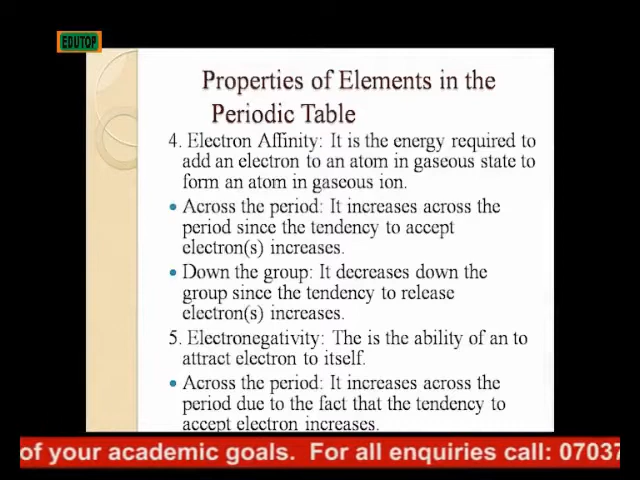 EDUTOP
Properties of Elements in the
Periodic Table
4. Electron Affinity: It is the energy required to
add an electron to an atom in gaseous state to
form an atom in gaseous ion.
• Across the period: It increases across the
period since the tendency to accept
electron(s) increases.
• Down the group: It decreases down the
group since the tendency to release
electron(s) increases.
5. Electronegativity: The is the ability of an to
attract electron to itself.
• Across the period: It increases across the
period due to the fact that the tendency to
accept electron increases.
of your academic goals. For all enquiries call: 07037